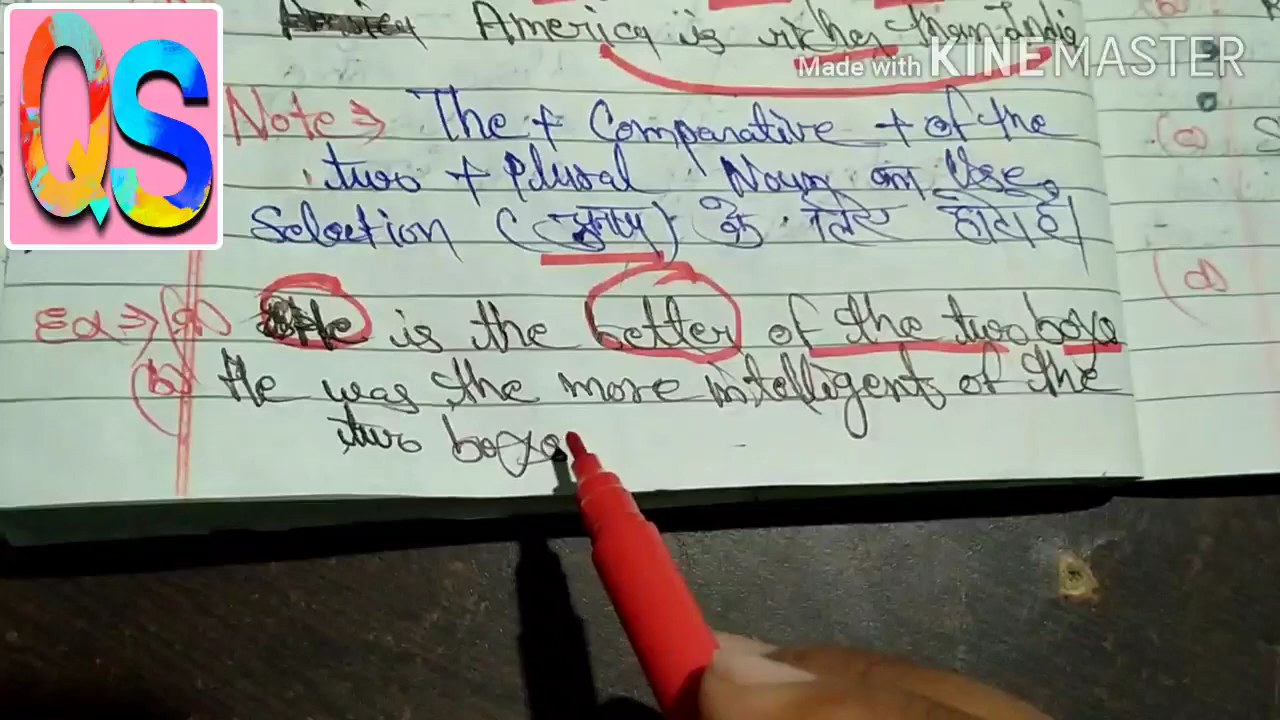 America is richer than India
Made with KINEMASTER
QS
Note ⇒ The + Comparative + of the
two + Plural Noun का Use
Selection (चुनाव) के लिए होता है।
Ex ⇒ (a) He is the better of the two boys
(b) He was the more intelligent of the
two boys
(a) S
(d)